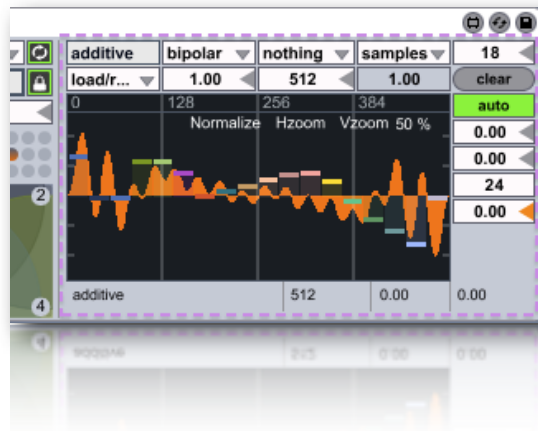 additive bipolar nothing samples 18
load/r... 1.00 512 1.00 clear
0 128 256 384 auto
Normalize Hzoom Vzoom 50 %
0.00
0.00
24
0.00
2
4
additive 512 0.00 0.00